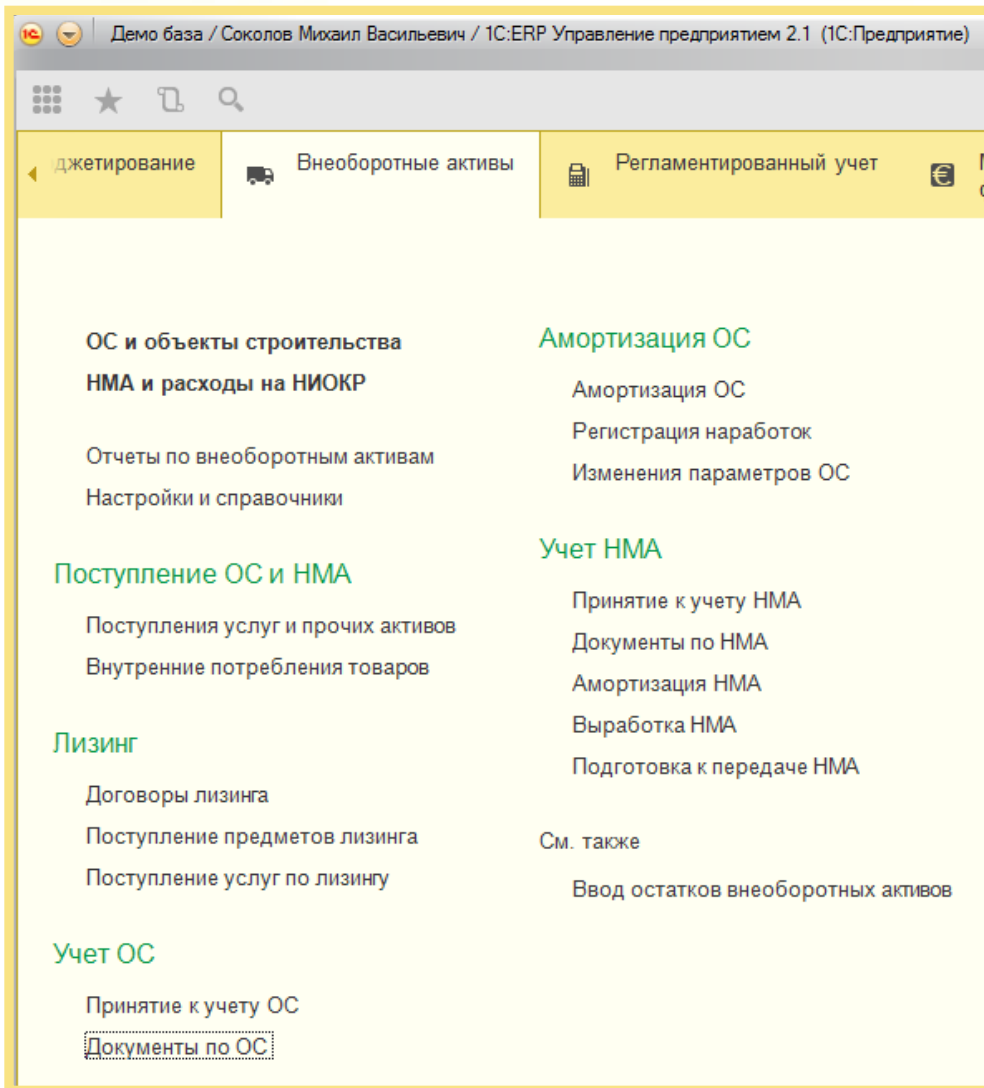 1С Демо база / Соколов Михаил Васильевич / 1С:ERP Управление предприятием 2.1 (1С:Предприятие)
джетирование
Внеоборотные активы
Регламентированный учет
ОС и объекты строительства
НМА и расходы на НИОКР
Отчеты по внеоборотным активам
Настройки и справочники
Поступление ОС и НМА
Поступления услуг и прочих активов
Внутренние потребления товаров
Лизинг
Договоры лизинга
Поступление предметов лизинга
Поступление услуг по лизингу
Учет ОС
Принятие к учету ОС
Документы по ОС
Амортизация ОС
Амортизация ОС
Регистрация наработок
Изменения параметров ОС
Учет НМА
Принятие к учету НМА
Документы по НМА
Амортизация НМА
Выработка НМА
Подготовка к передаче НМА
См. также
Ввод остатков внеоборотных активов